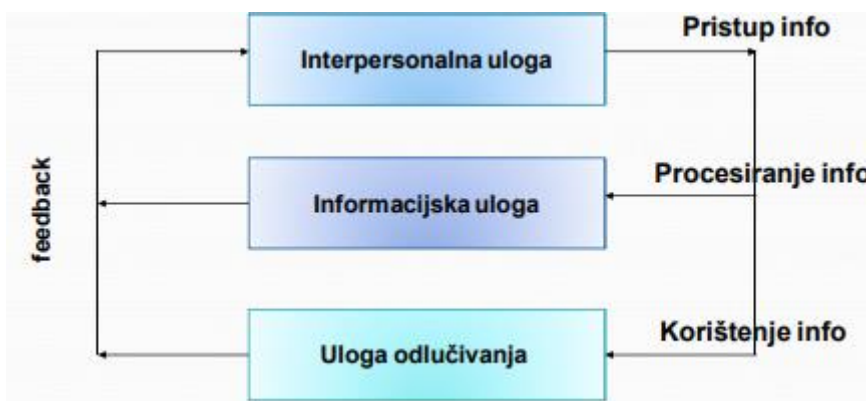 Pristup info
Interpersonalna uloga
feedback
Procesiranje info
Informacijska uloga
Korištenje info
Uloga odlučivanja